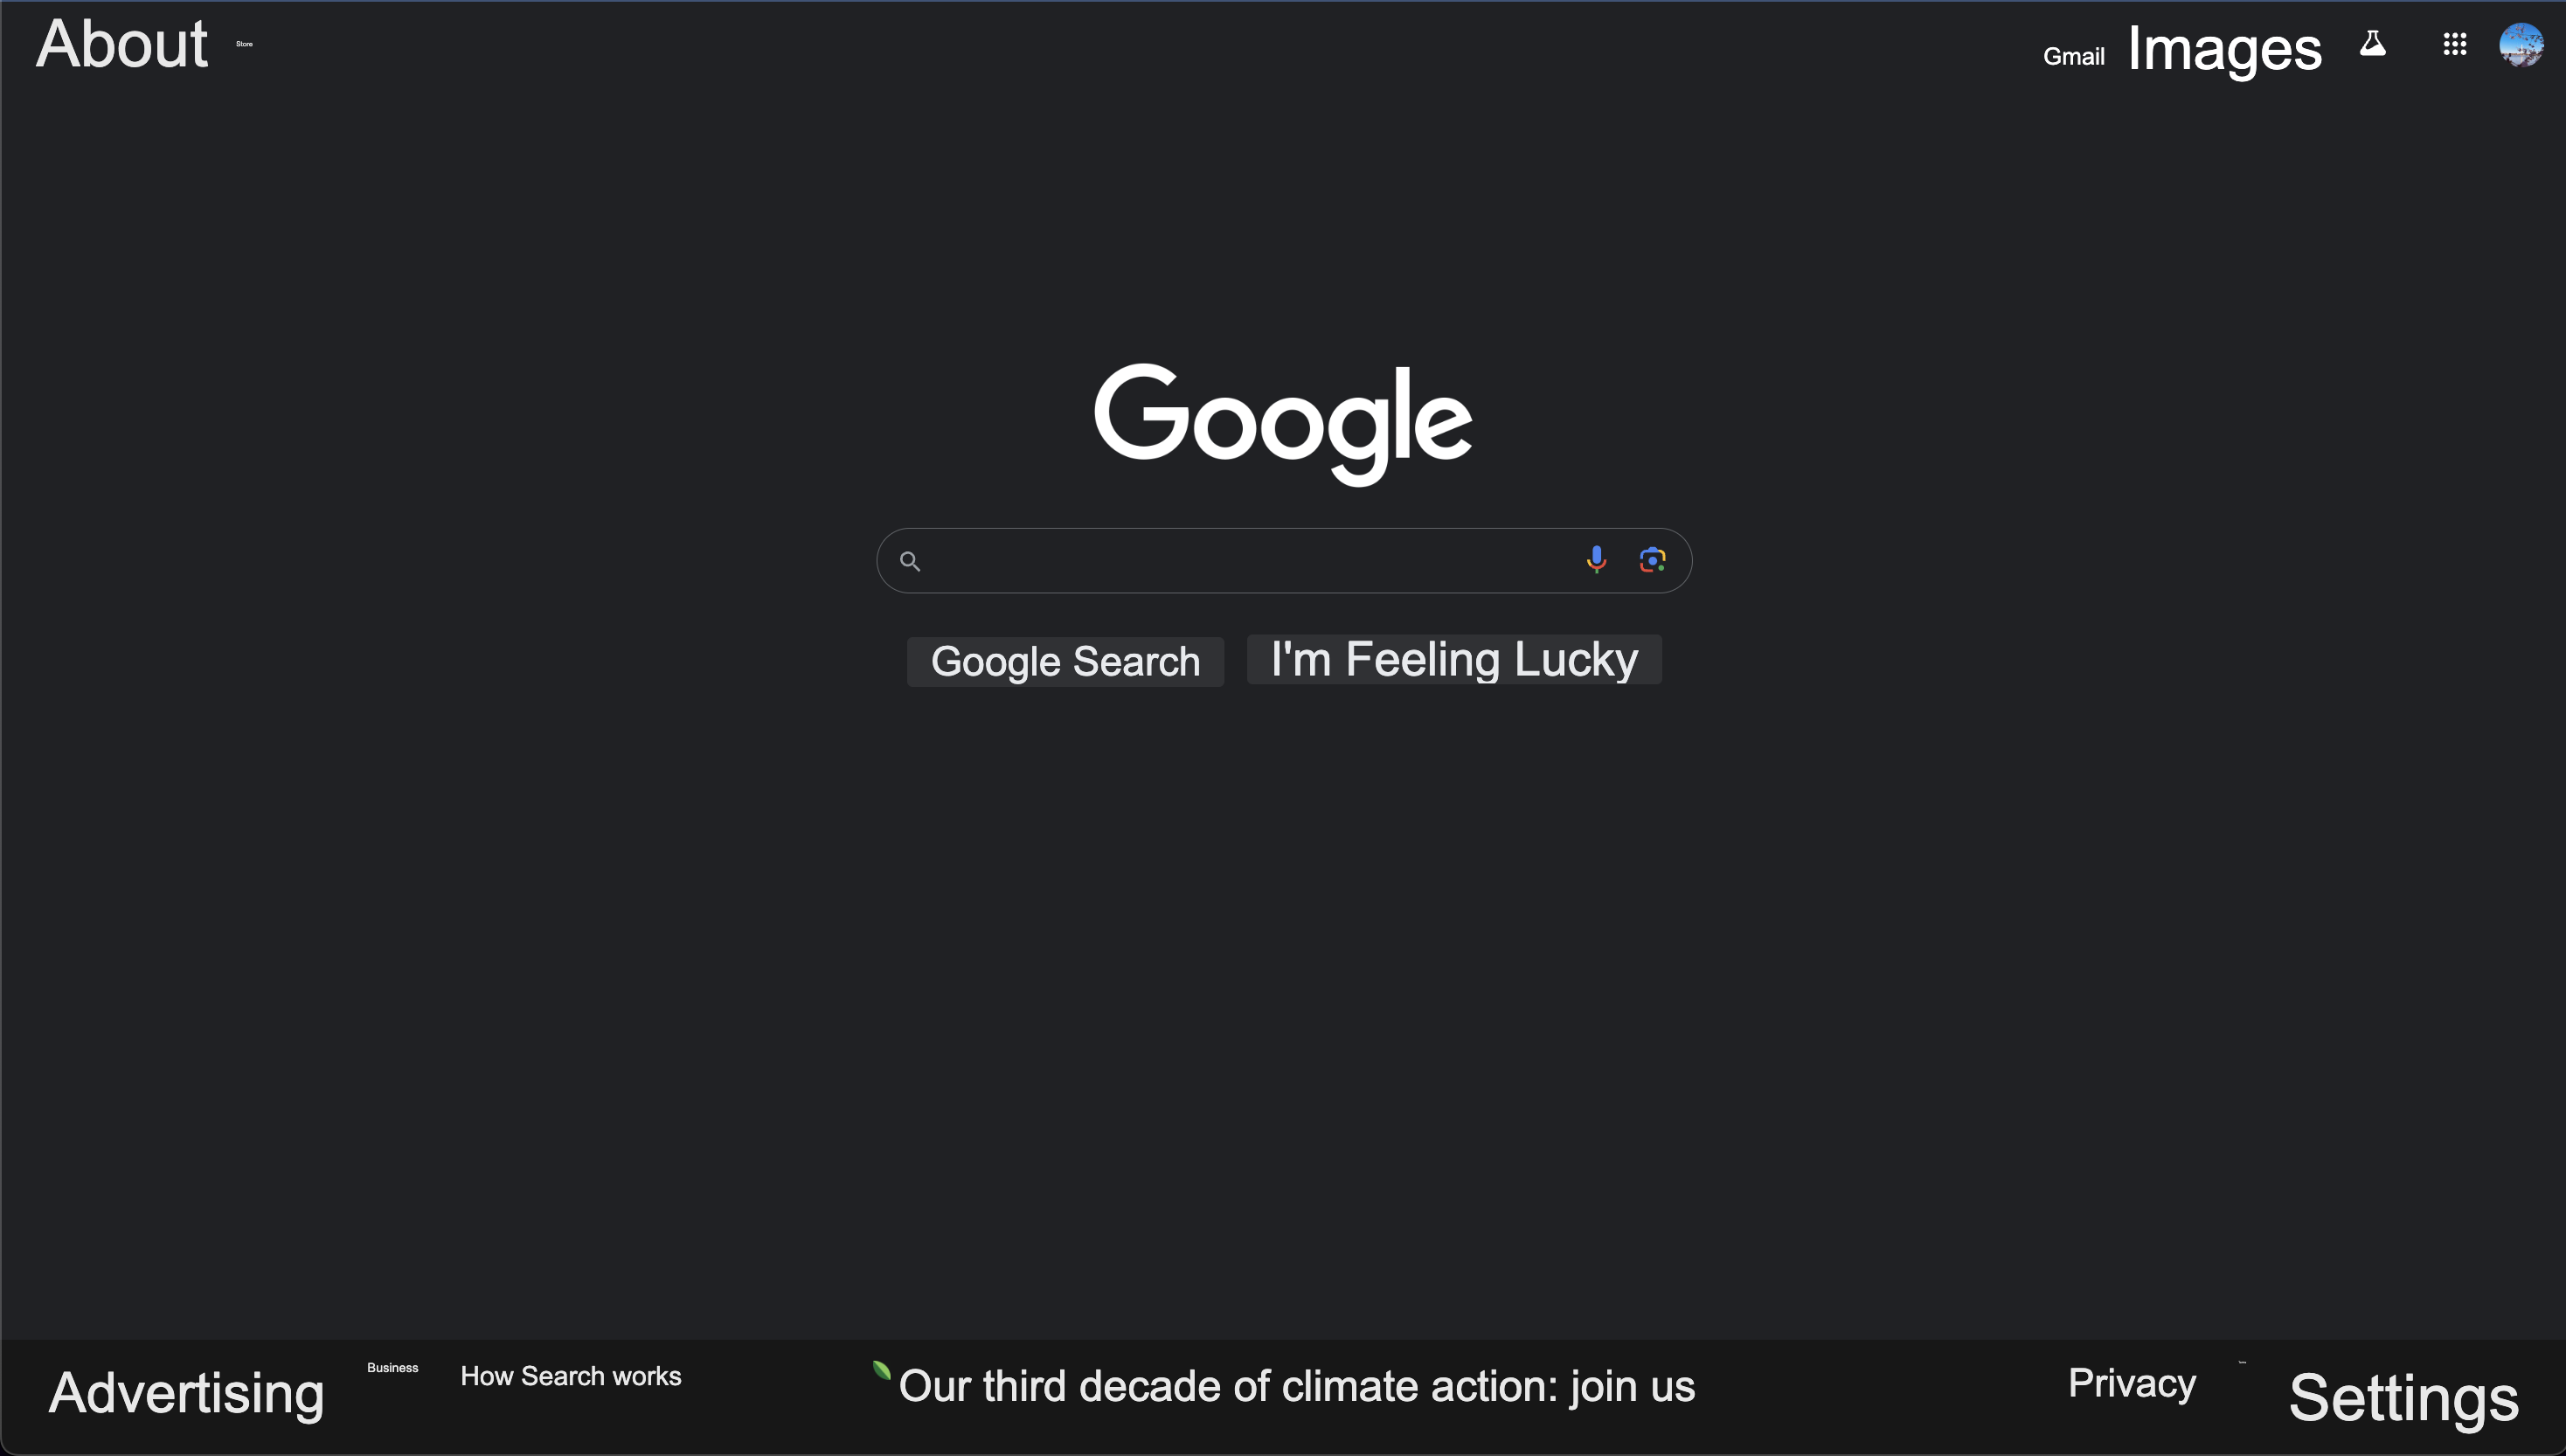 About Store
Gmail Images
Google
Google Search I'm Feeling Lucky
Advertising Business How Search works
Our third decade of climate action: join us
Privacy Settings